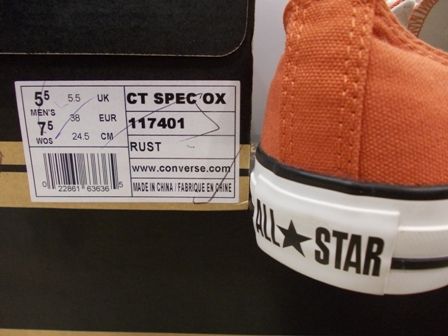 5.5 5.5 UK
MEN'S 38 EUR
7.5 24.5 CM
WOS
CT SPEC OX
117401
RUST
www.converse.com
MADE IN CHINA / FABRIQUE EN CHINE
0 22861 63636 5
ALL★STAR